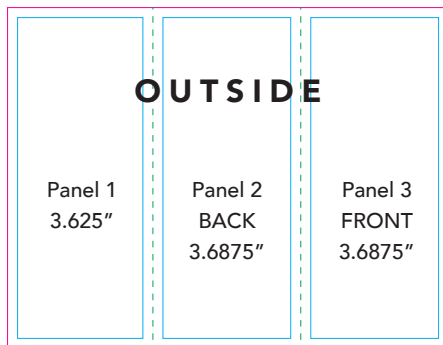 OUTSIDE
Panel 1
3.625”
Panel 2
BACK
3.6875”
Panel 3
FRONT
3.6875”